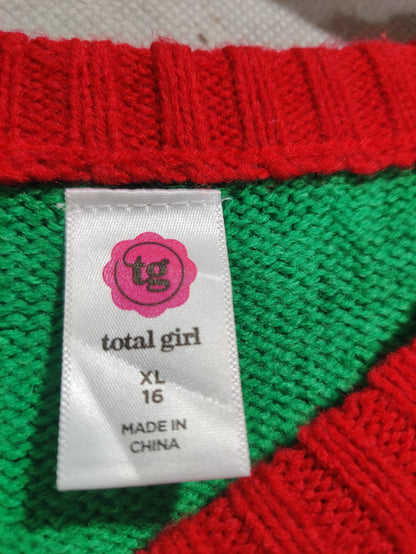 tg
total girl
XL
16
MADE IN
CHINA